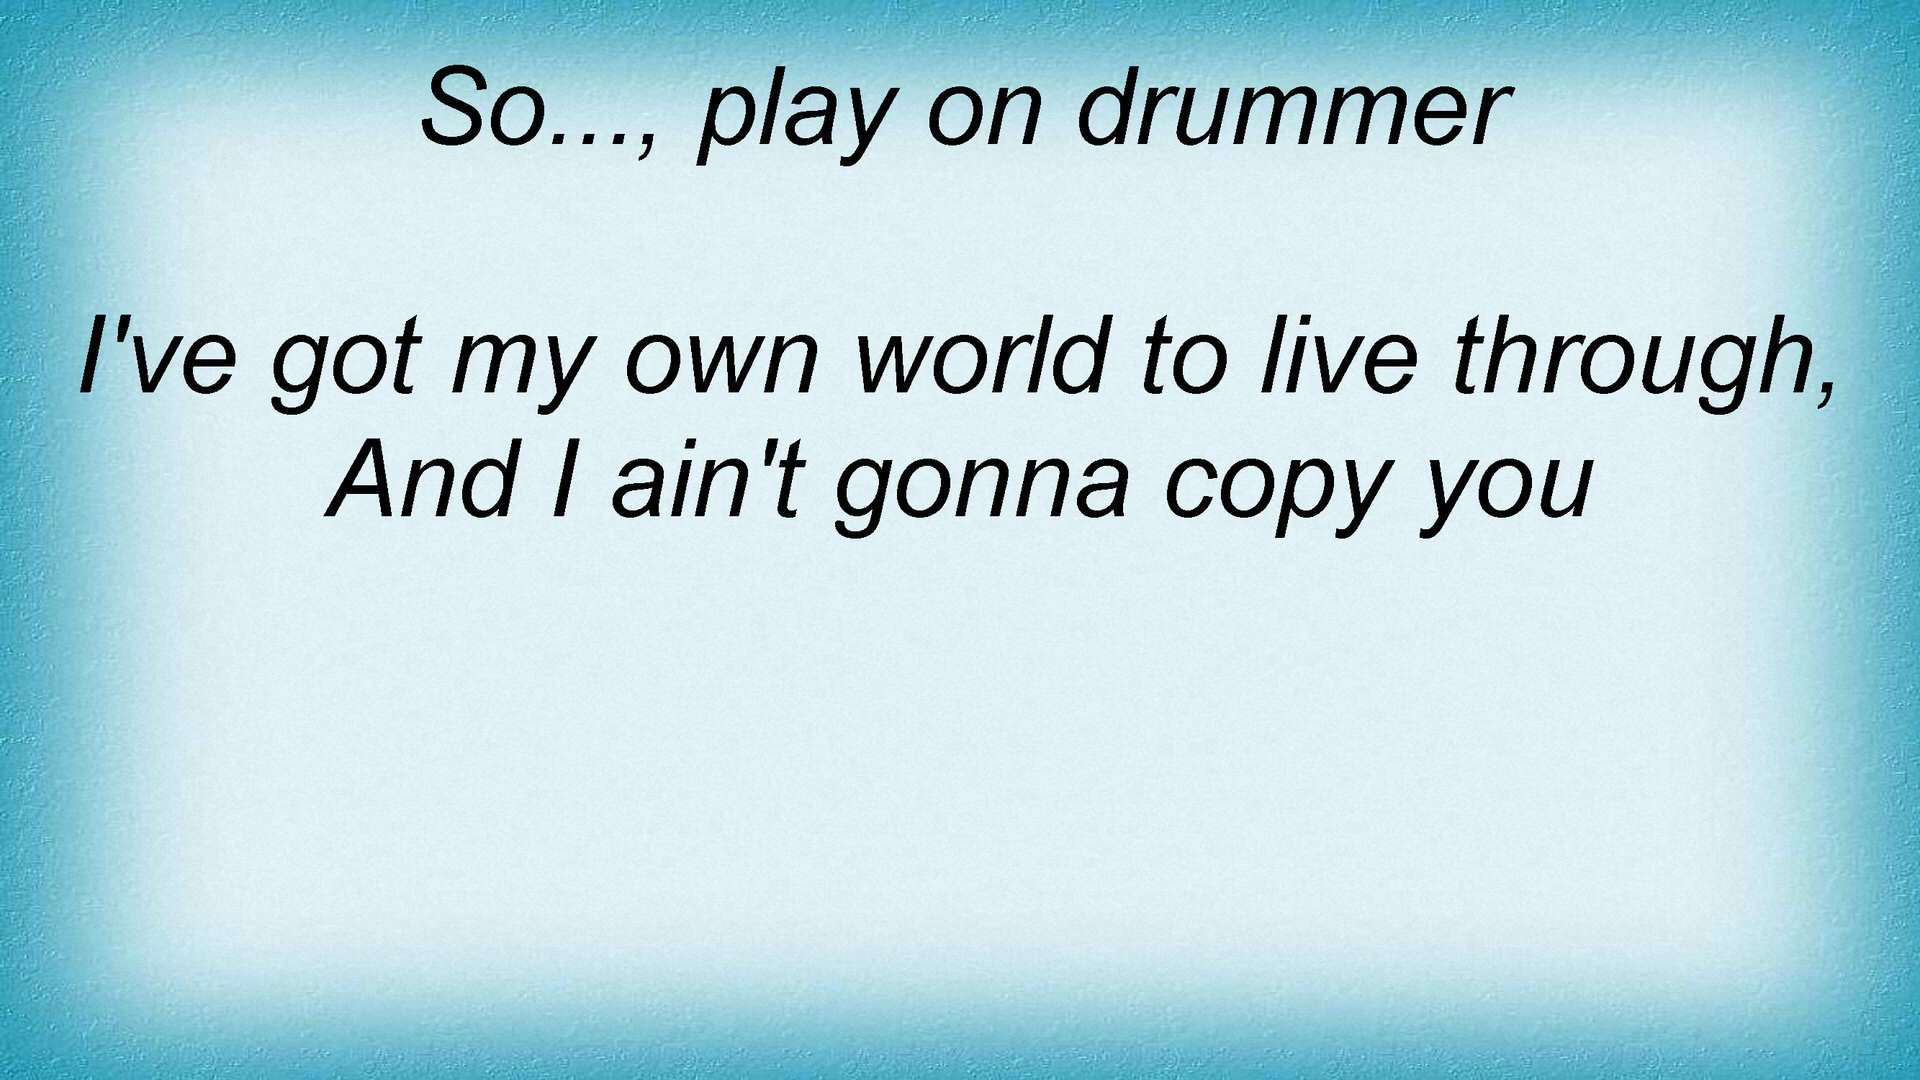 So..., play on drummer
I've got my own world to live through,
And I ain't gonna copy you